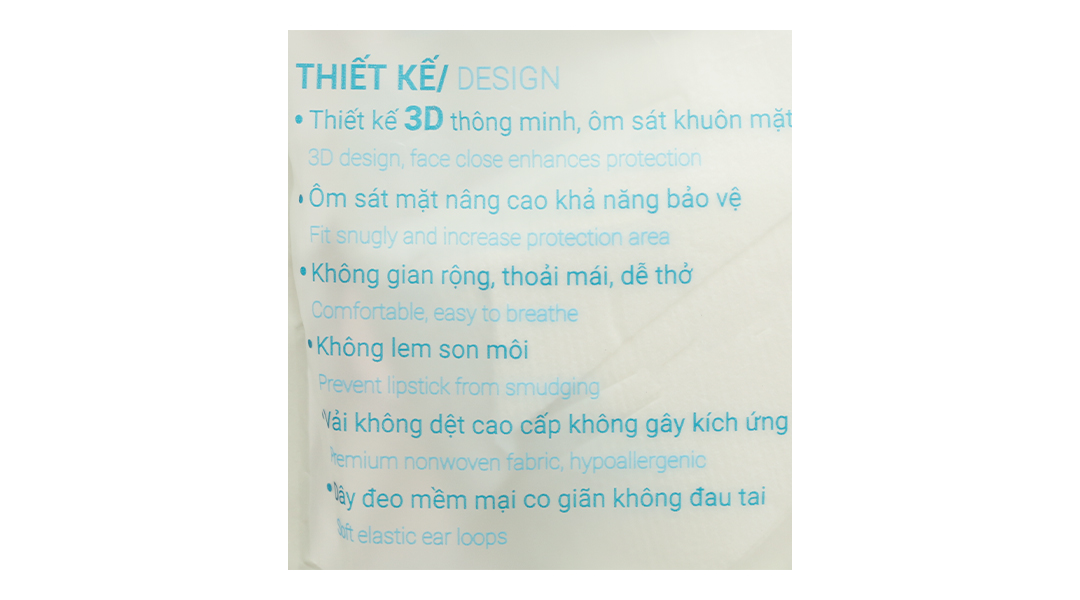 THIẾT KẾ/ DESIGN
• Thiết kế 3D thông minh, ôm sát khuôn mặt
3D design, face close enhances protection
• Ôm sát mặt nâng cao khả năng bảo vệ
Fit snugly and increase protection area
• Không gian rộng, thoải mái, dễ thở
Comfortable, easy to breathe
• Không lem son môi
Prevent lipstick from smudging
Vải không dệt cao cấp không gây kích ứng
Premium nonwoven fabric, hypoallergenic
• Dây đeo mềm mại co giãn không đau tai
Soft elastic ear loops